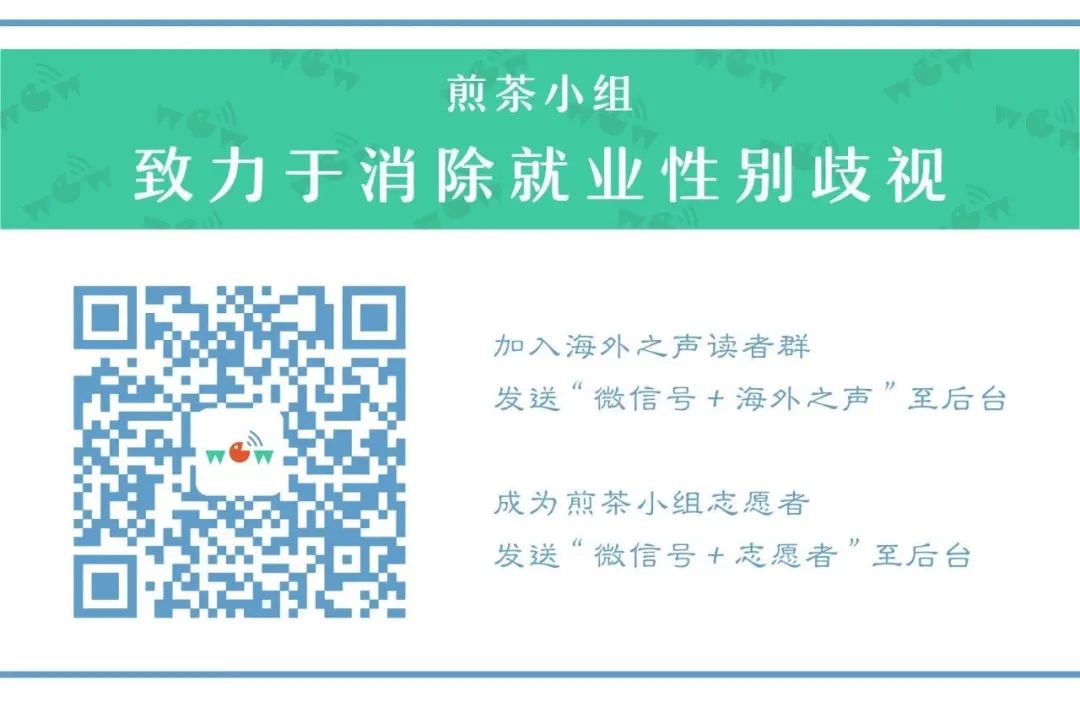 煎茶小组
致力于消除就业性别歧视
加入海外之声读者群
发送“微信号+海外之声”至后台
成为煎茶小组志愿者
发送“微信号+志愿者”至后台